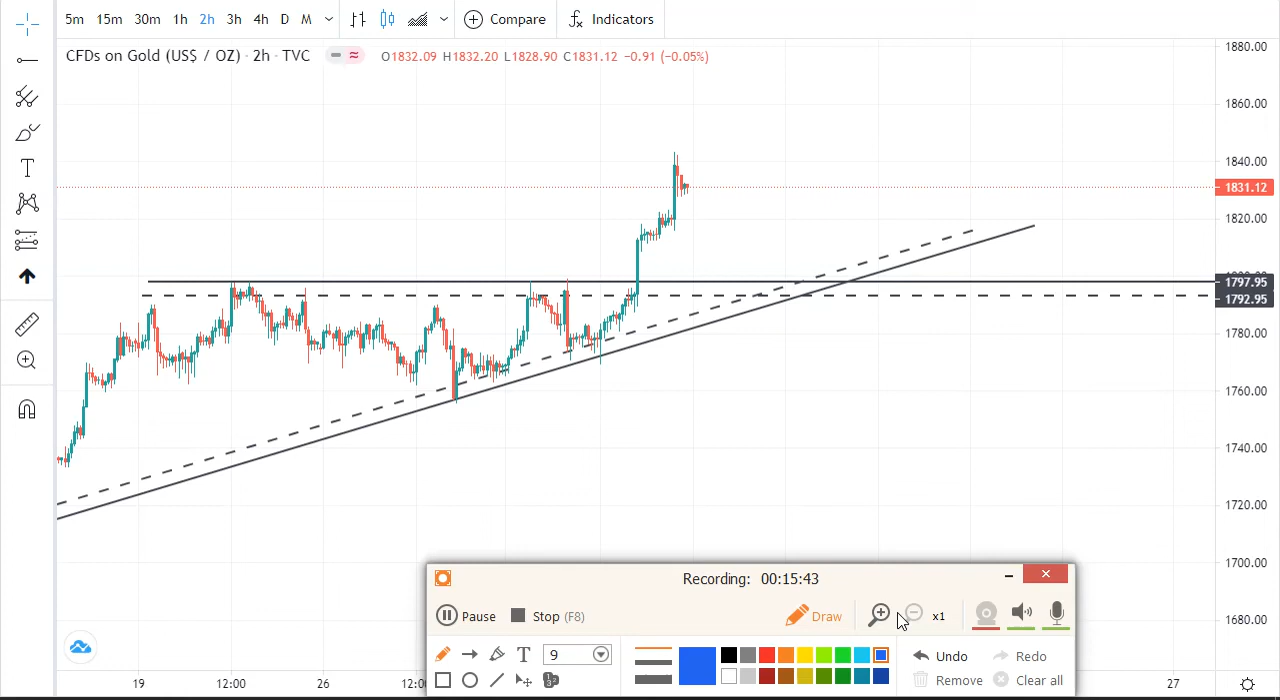 5m 15m 30m 1h 2h 3h 4h D M Compare Indicators
CFDs on Gold (US$ / OZ) · 2h · TVC O1832.09 H1832.20 L1828.90 C1831.12 −0.91 (−0.05%)
1880.00
1860.00
1840.00
1831.12
1820.00
1797.95
1792.95
1780.00
1760.00
1740.00
1720.00
1700.00
1680.00
19 12:00 26 12:0 27
Recording: 00:15:43
Pause Stop (F8) Draw x1
T 9 Undo Redo
Remove Clear all